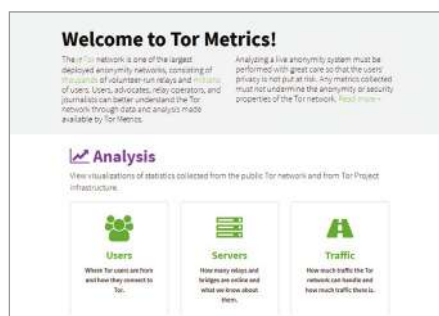 Welcome to Tor Metrics!
The Tor network is one of the largest
deployed anonymity networks, consisting of
thousands of volunteer-run relays and millions
of users. Users, advocates, relay operators, and
journalists can better understand the Tor
network through data and analysis made
available by Tor Metrics.
Analyzing a live anonymity system must be
performed with great care so that the users'
privacy is not put at risk. Any metrics collected
must not undermine the anonymity or security
properties of the Tor network. Read more »
Analysis
View visualizations of statistics collected from the public Tor network and from Tor Project
infrastructure.
Users
Where Tor users are from
and how they connect to
Tor.
Servers
How many relays and
bridges are online and
what we know about
them.
Traffic
How much traffic the Tor
network can handle and
how much traffic there is.